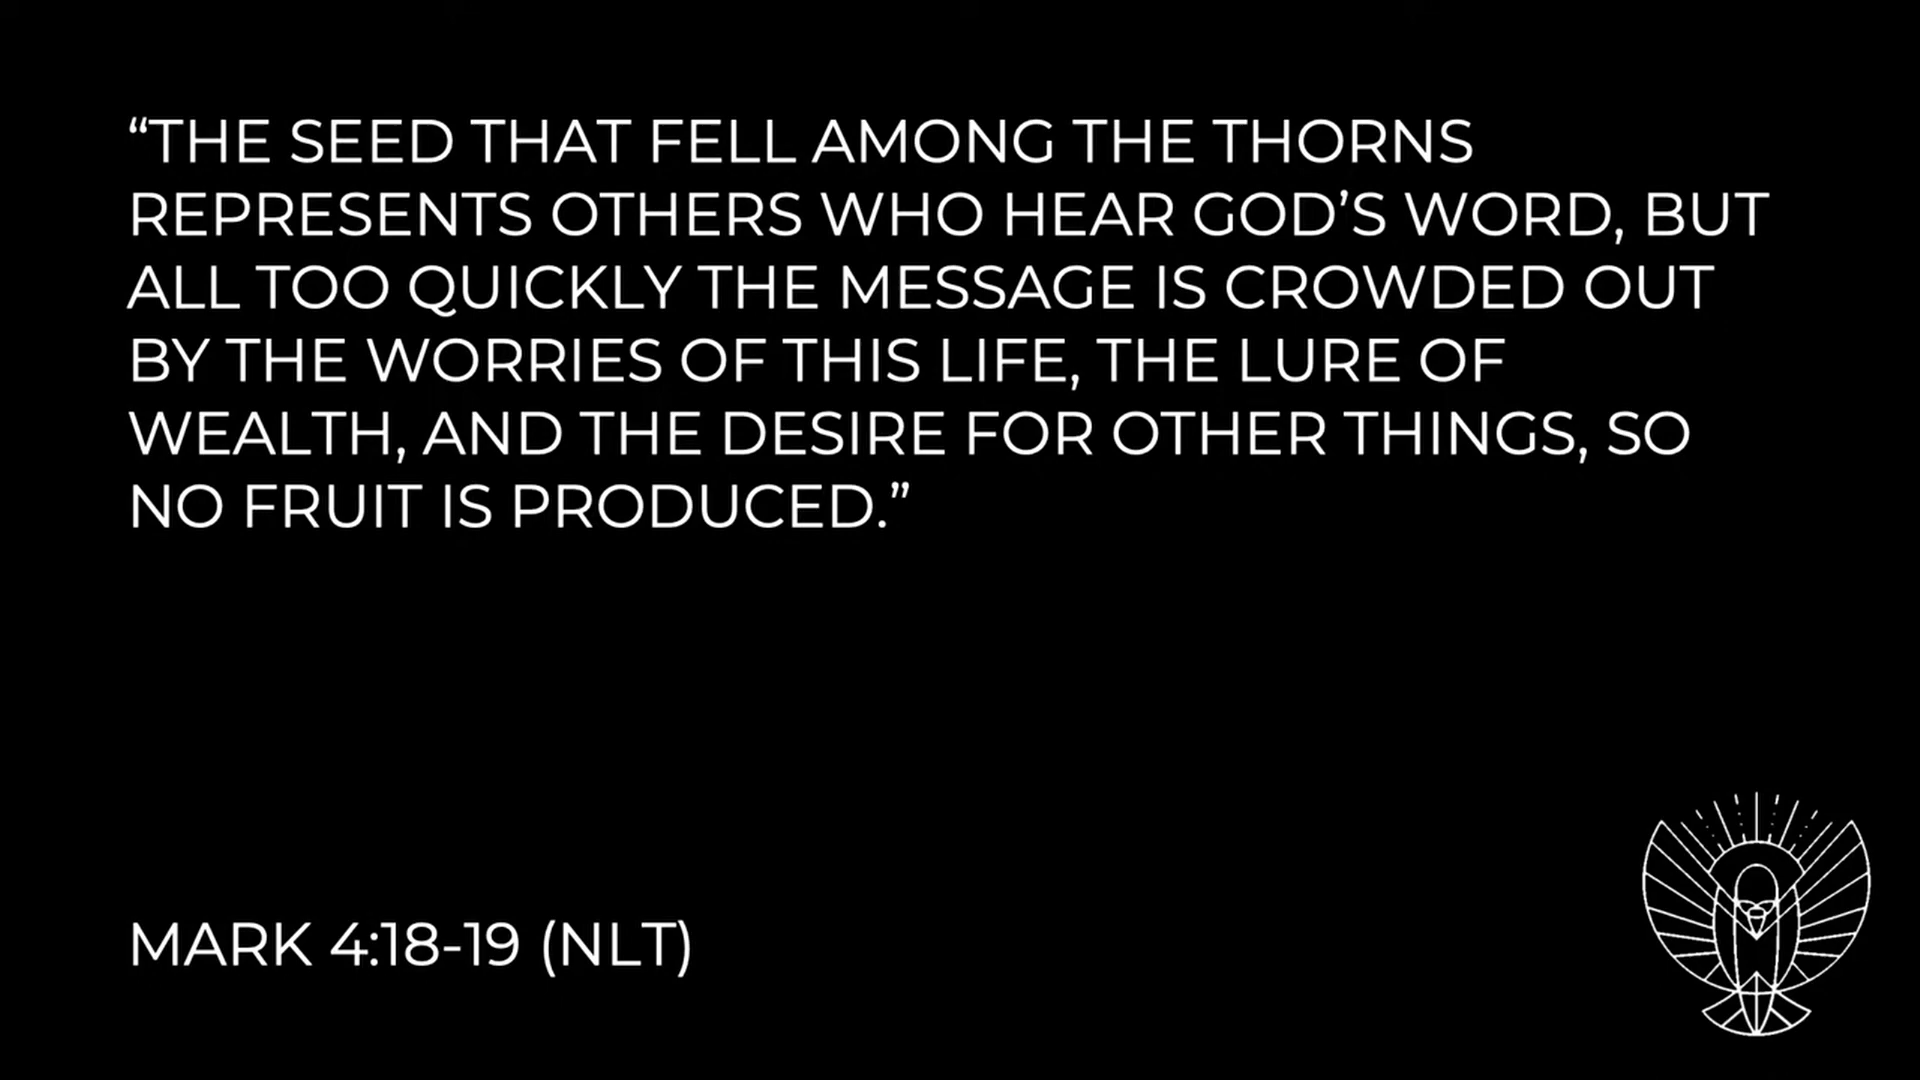 “THE SEED THAT FELL AMONG THE THORNS
REPRESENTS OTHERS WHO HEAR GOD’S WORD, BUT
ALL TOO QUICKLY THE MESSAGE IS CROWDED OUT
BY THE WORRIES OF THIS LIFE, THE LURE OF
WEALTH, AND THE DESIRE FOR OTHER THINGS, SO
NO FRUIT IS PRODUCED.”
MARK 4:18-19 (NLT)